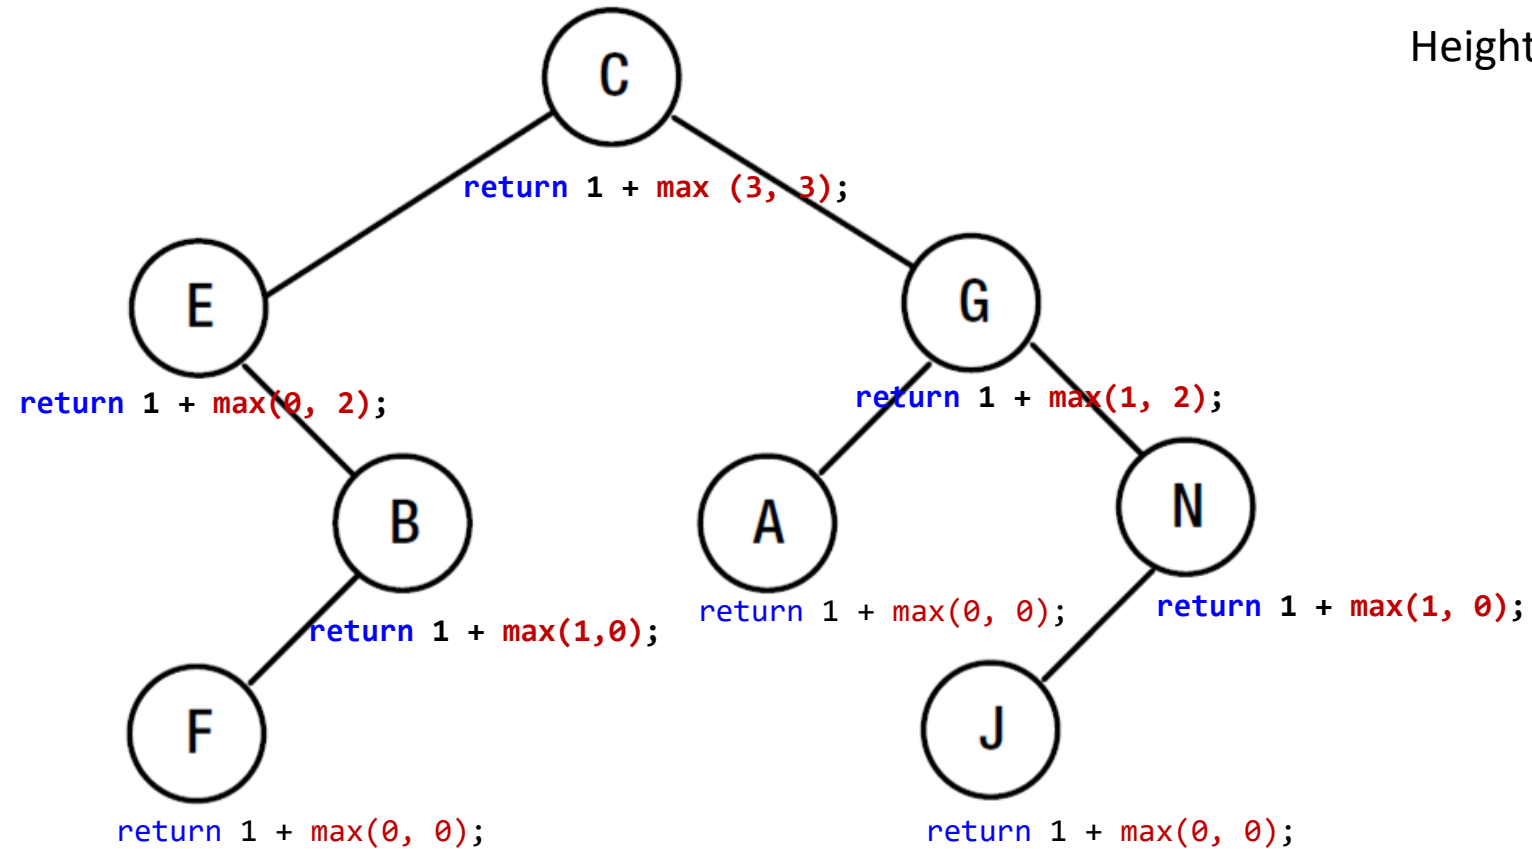 C
Height
return 1 + max (3, 3);
E
G
return 1 + max(0, 2);
return 1 + max(1, 2);
B
A
N
return 1 + max(1,0);
return 1 + max(0, 0);
return 1 + max(1, 0);
F
J
return 1 + max(0, 0);
return 1 + max(0, 0);